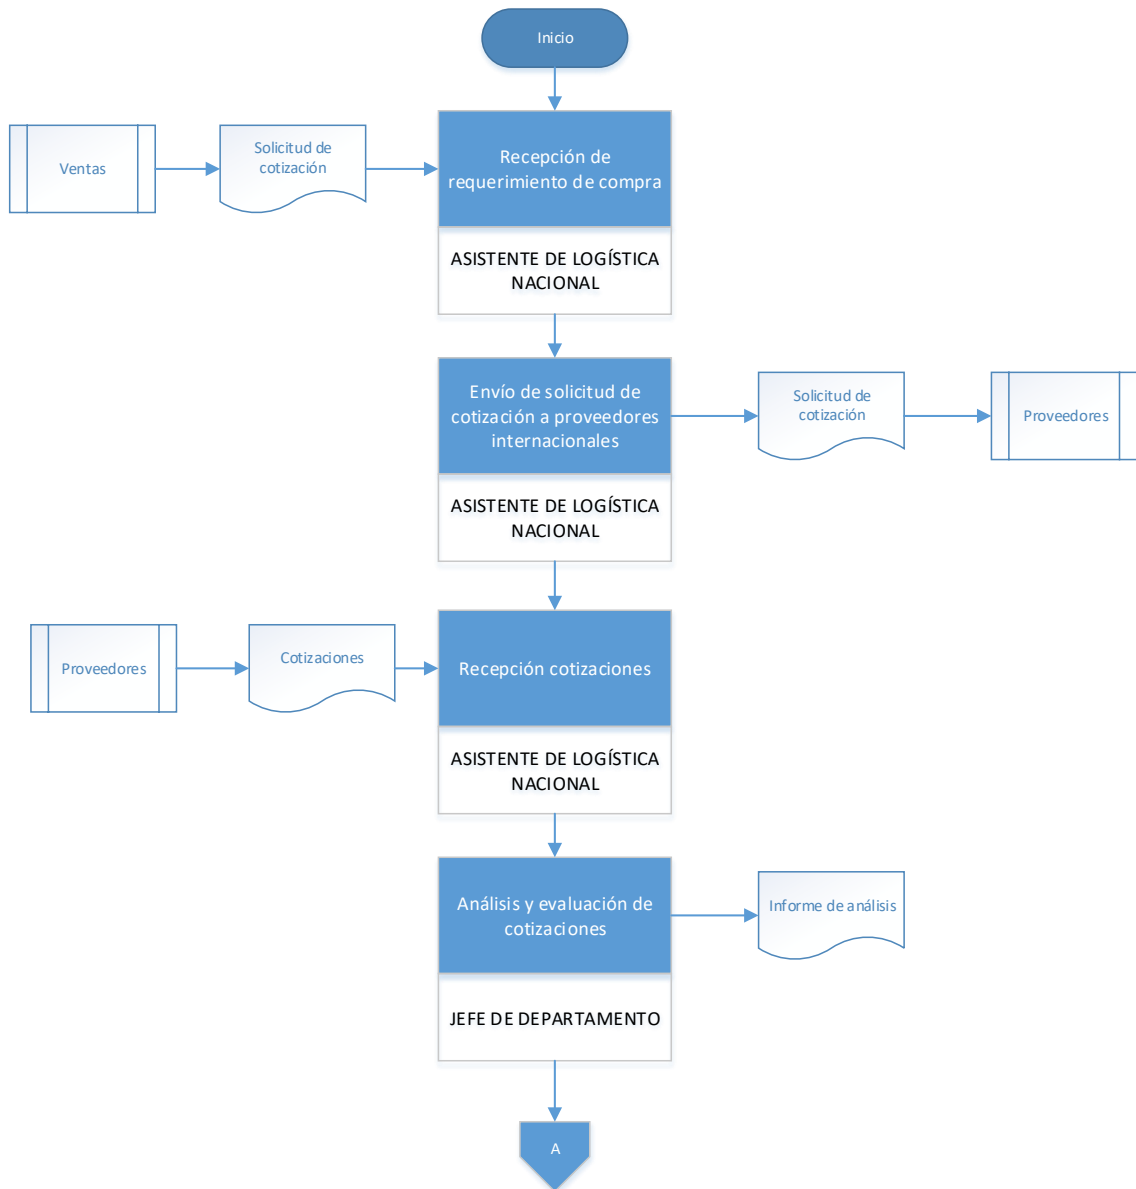 Inicio
Ventas
Solicitud de
cotización
Recepción de
requerimiento de compra
ASISTENTE DE LOGÍSTICA
NACIONAL
Envío de solicitud de
cotización a proveedores
internacionales
Solicitud de
cotización
Proveedores
ASISTENTE DE LOGÍSTICA
NACIONAL
Proveedores
Cotizaciones
Recepción cotizaciones
ASISTENTE DE LOGÍSTICA
NACIONAL
Análisis y evaluación de
cotizaciones
Informe de análisis
JEFE DE DEPARTAMENTO
A